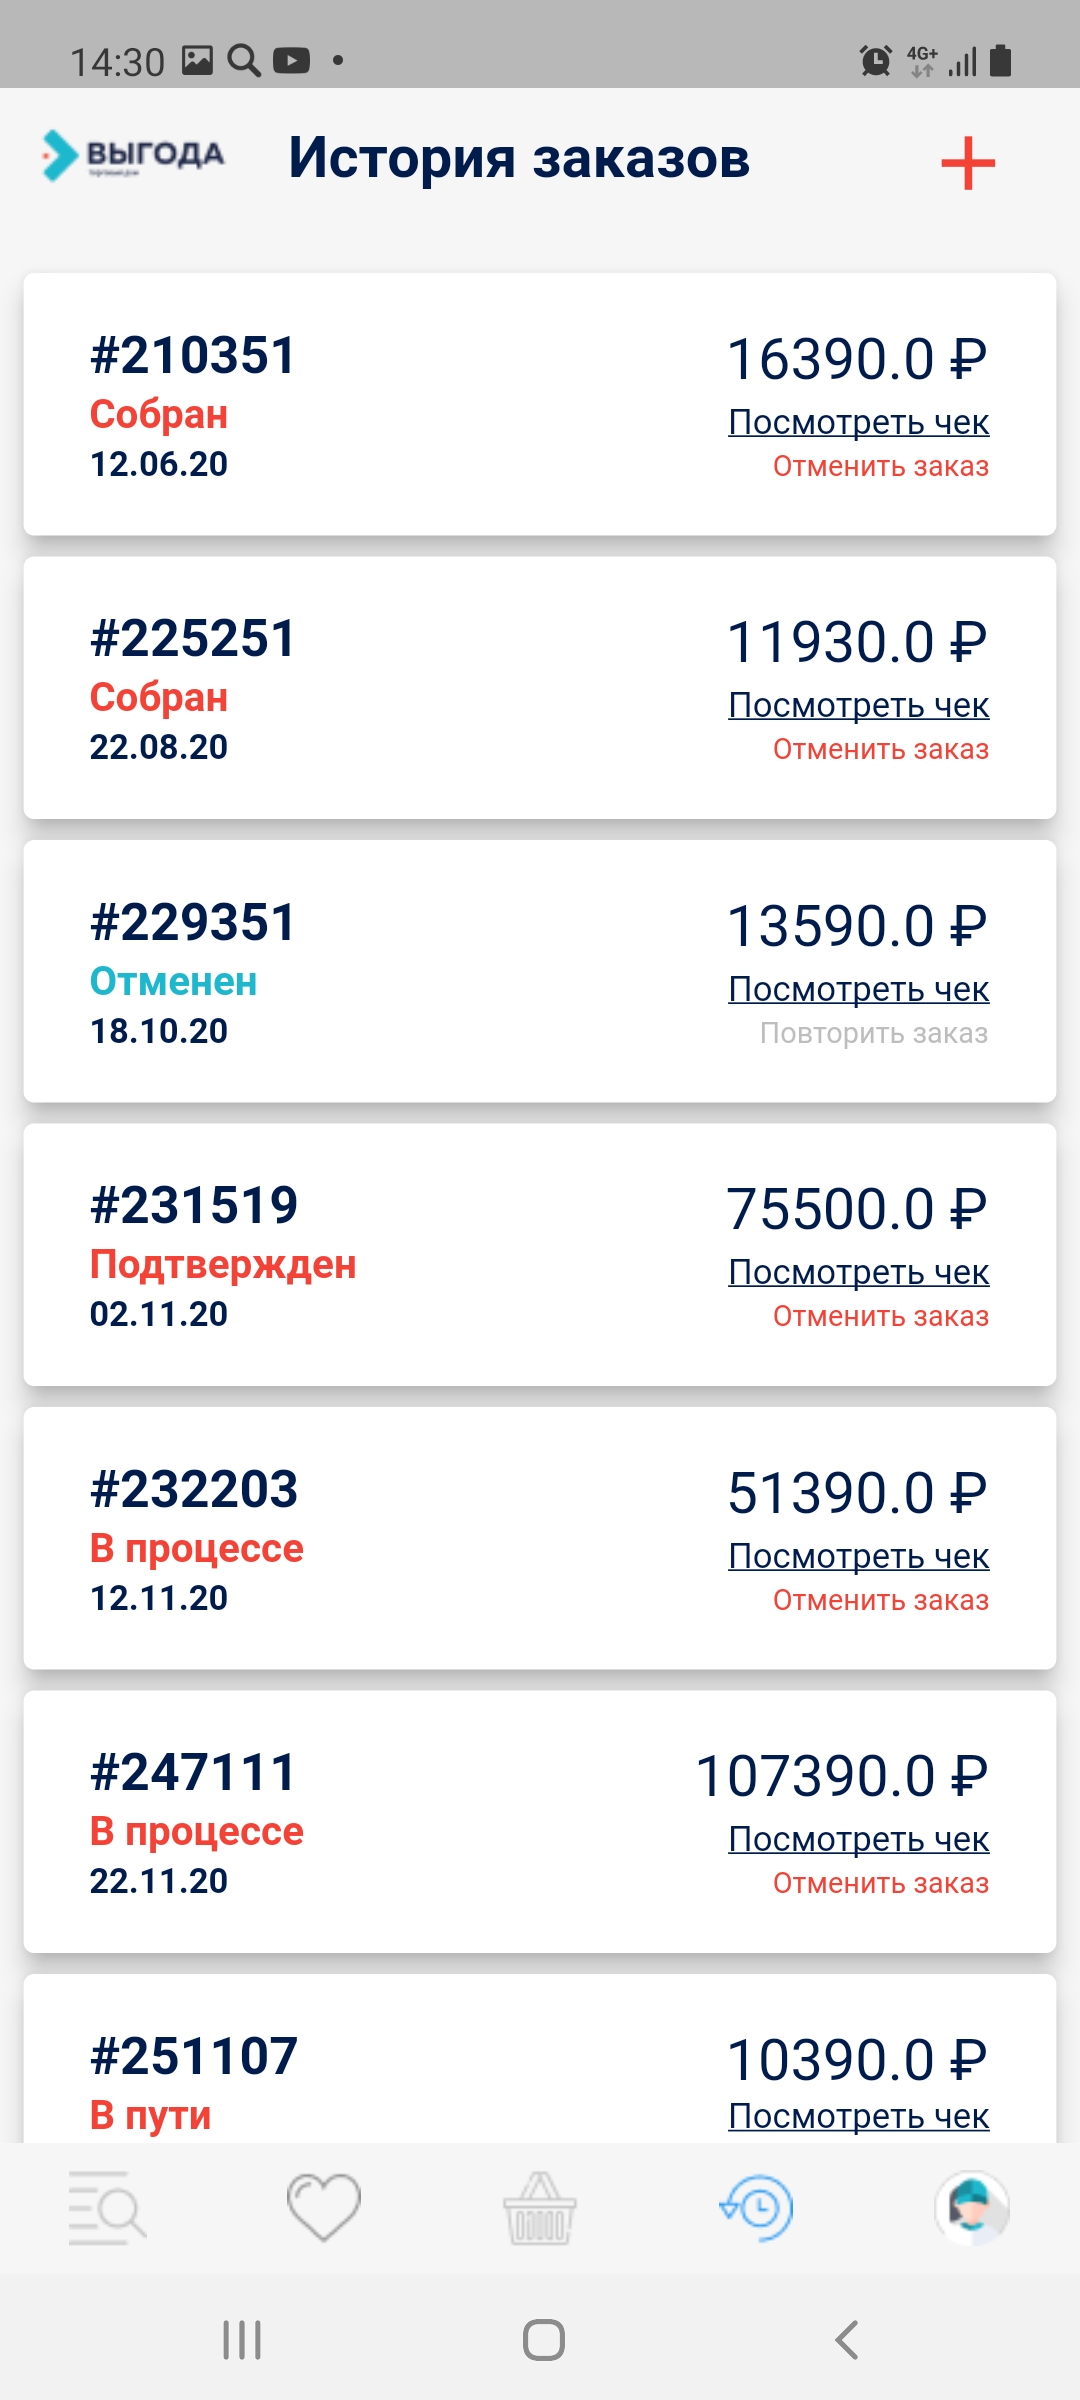 14:30
4G+
ВЫГОДА
История заказов
#210351
16390.0 ₽
Собран
Посмотреть чек
12.06.20
Отменить заказ
#225251
11930.0 ₽
Собран
Посмотреть чек
22.08.20
Отменить заказ
#229351
13590.0 ₽
Отменен
Посмотреть чек
18.10.20
Повторить заказ
#231519
75500.0 ₽
Подтвержден
Посмотреть чек
02.11.20
Отменить заказ
#232203
51390.0 ₽
В процессе
Посмотреть чек
12.11.20
Отменить заказ
#247111
107390.0 ₽
В процессе
Посмотреть чек
22.11.20
Отменить заказ
#251107
10390.0 ₽
В пути
Посмотреть чек